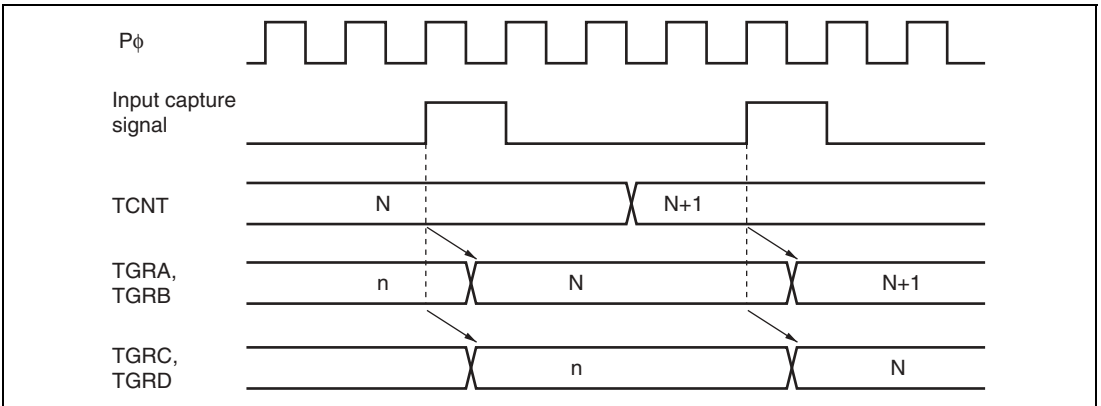 Pϕ
Input capture
signal
TCNT
N
N+1
TGRA,
TGRB
n
N
N+1
TGRC,
TGRD
n
N